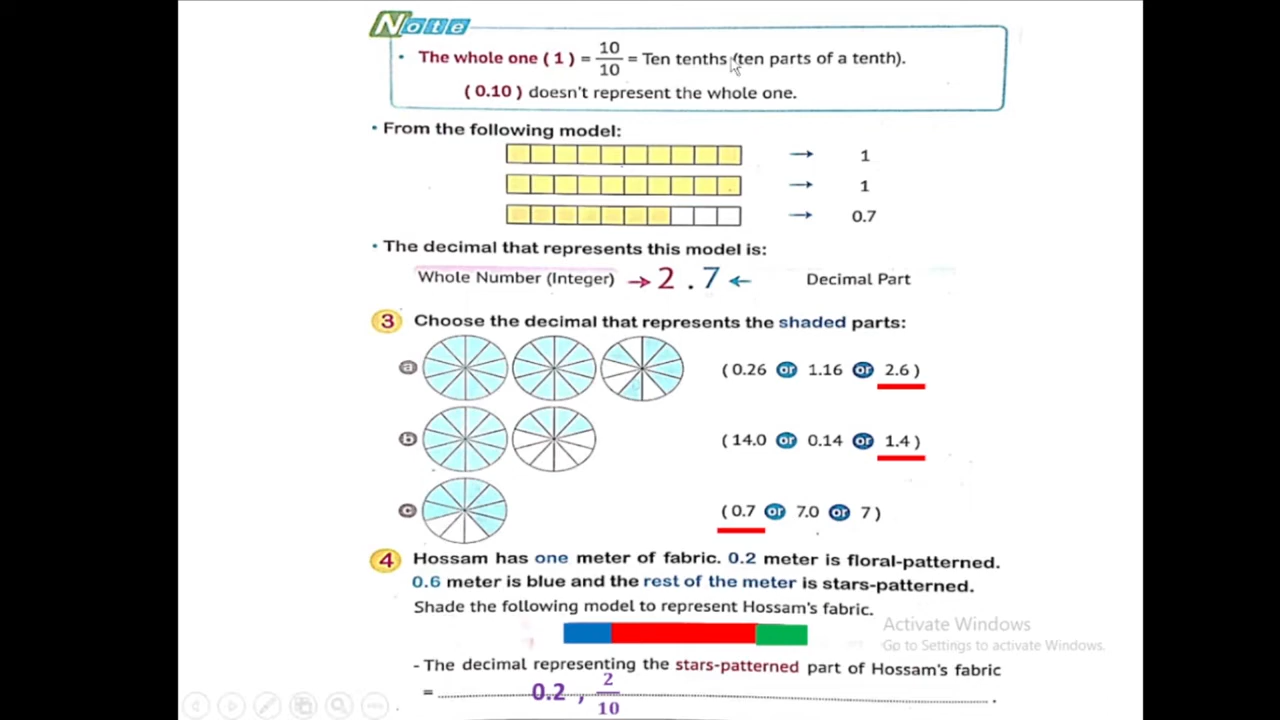 Note
• The whole one ( 1 ) = 10/10 = Ten tenths (ten parts of a tenth).
( 0.10 ) doesn't represent the whole one.
• From the following model:
→ 1
→ 1
→ 0.7
• The decimal that represents this model is:
Whole Number (Integer) → 2 . 7 ← Decimal Part
3 Choose the decimal that represents the shaded parts:
a ( 0.26 or 1.16 or 2.6 )
b ( 14.0 or 0.14 or 1.4 )
c ( 0.7 or 7.0 or 7 )
4 Hossam has one meter of fabric. 0.2 meter is floral-patterned.
0.6 meter is blue and the rest of the meter is stars-patterned.
Shade the following model to represent Hossam's fabric.
Activate Windows
Go to Settings to activate Windows.
- The decimal representing the stars-patterned part of Hossam's fabric
= 0.2 , 2/10 .